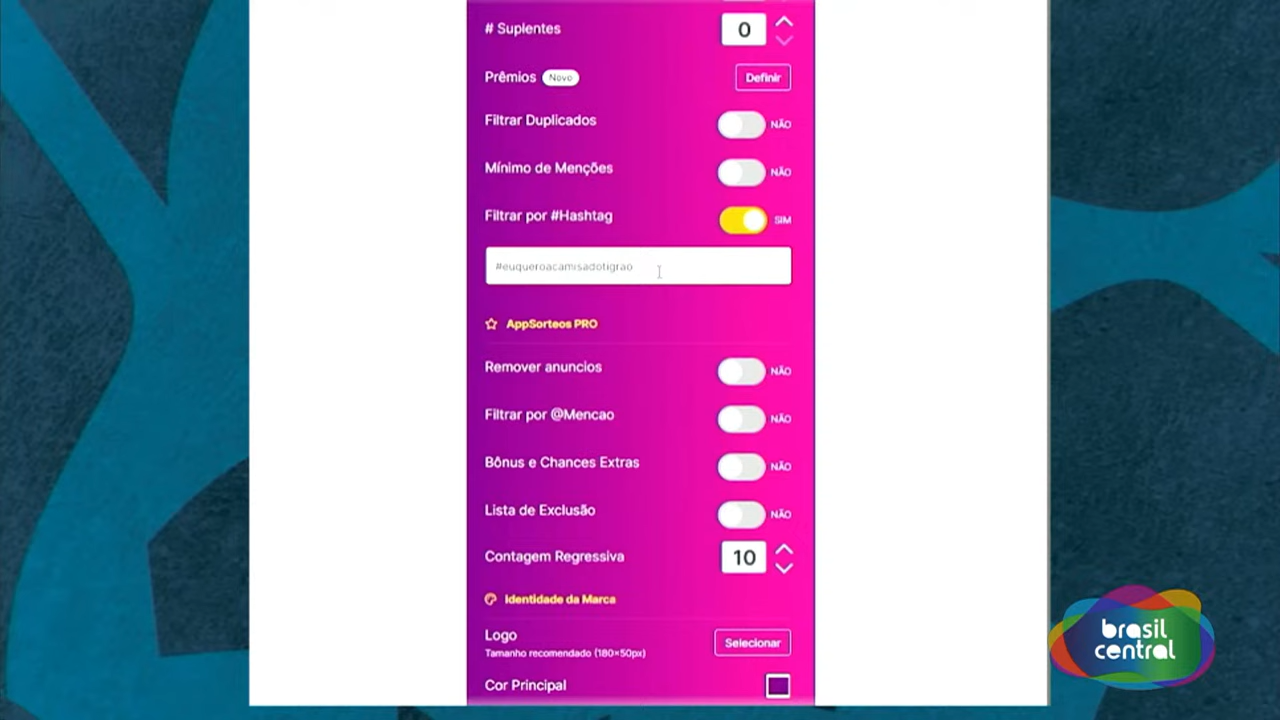 # Suplentes
0
Prêmios Novo
Definir
Filtrar Duplicados
NÃO
Mínimo de Menções
NÃO
Filtrar por #Hashtag
SIM
#euqueroacamisadotigrao
AppSorteos PRO
Remover anuncios
NÃO
Filtrar por @Mencao
NÃO
Bônus e Chances Extras
NÃO
Lista de Exclusão
NÃO
Contagem Regressiva
10
Identidade da Marca
Logo
Tamanho recomendado (180x50px)
Selecionar
Cor Principal
brasil
central